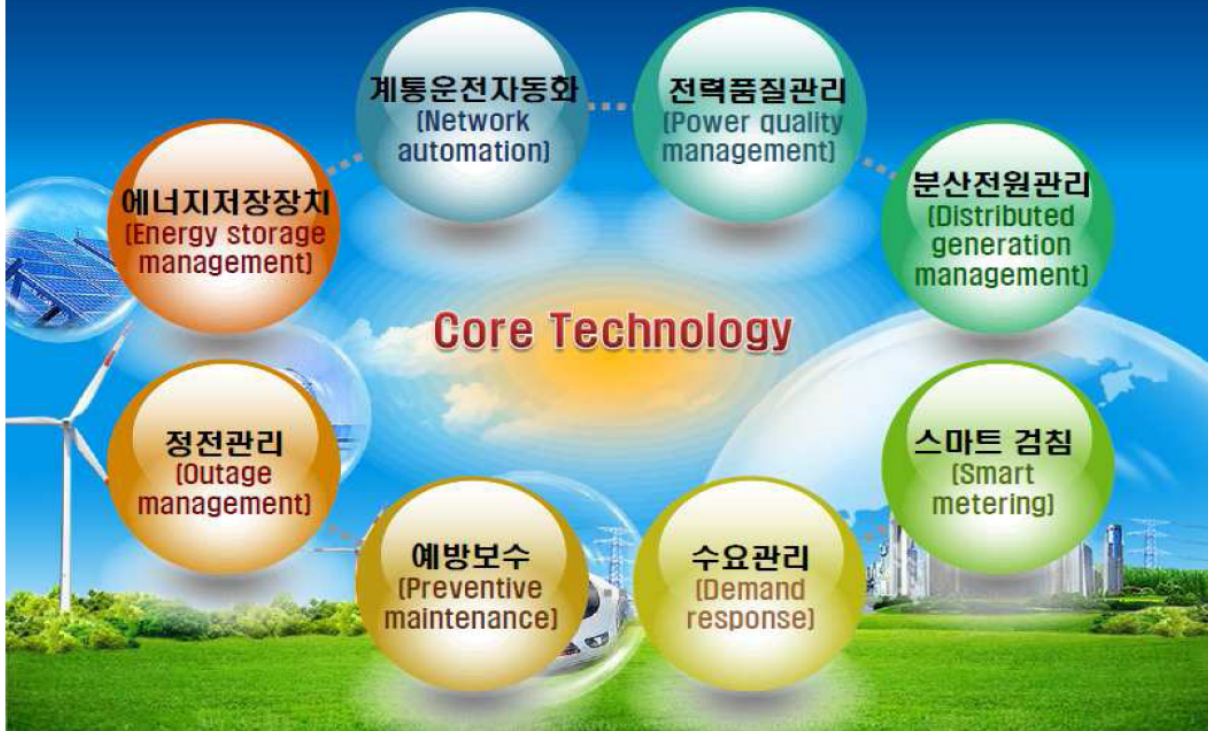 계통운전자동화
(Network
automation)
전력품질관리
(Power quality
management)
에너지저장장치
(Energy storage
management)
분산전원관리
(Distributed
generation
management)
Core Technology
정전관리
(Outage
management)
스마트 검침
(Smart
metering)
예방보수
(Preventive
maintenance)
수요관리
(Demand
response)